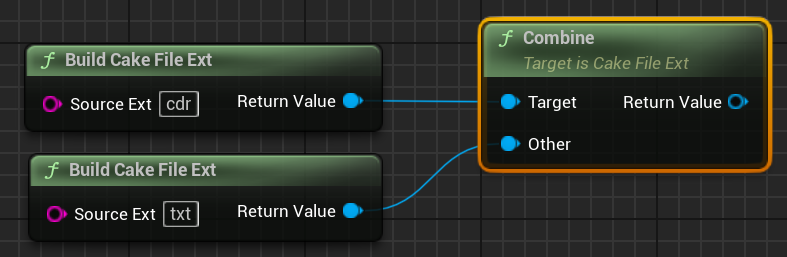 Build Cake File Ext
Source Ext cdr Return Value
Build Cake File Ext
Source Ext txt Return Value
Combine
Target is Cake File Ext
Target Return Value
Other